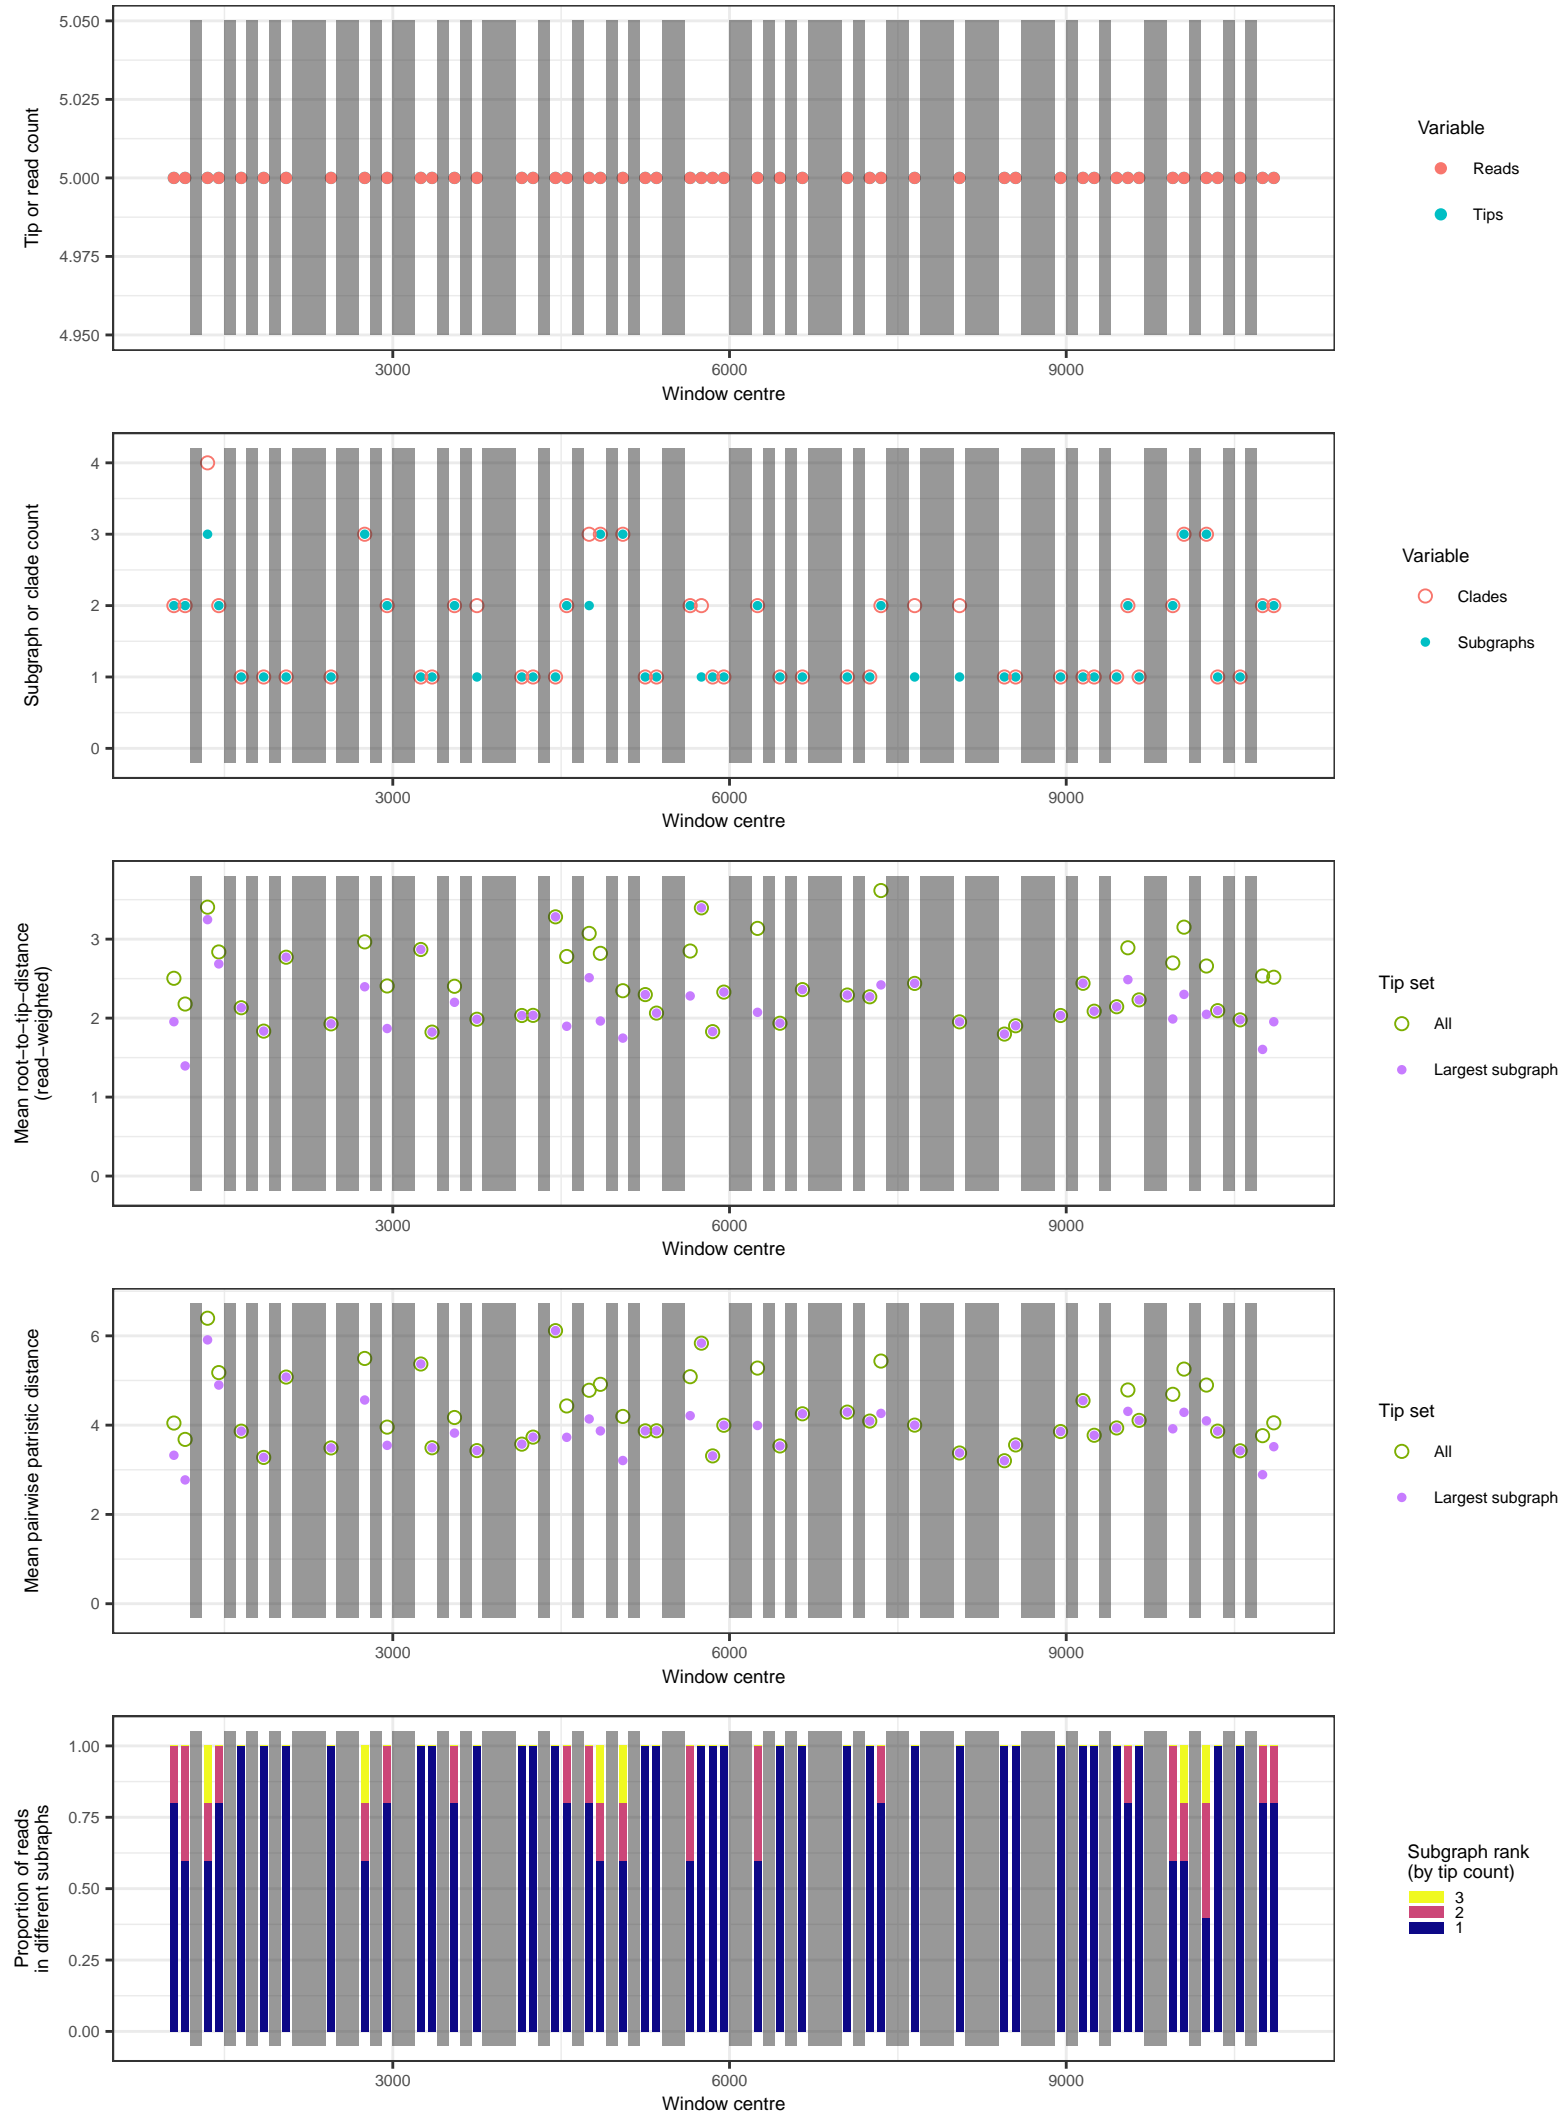 5.050
5.025
5.000
4.975
4.950
Tip or read count
3000
6000
9000
Window centre
Variable
Reads
Tips
4
3
2
1
0
Subgraph or clade count
3000
6000
9000
Window centre
Variable
Clades
Subgraphs
3
2
1
0
Mean root−to−tip−distance
(read−weighted)
3000
6000
9000
Window centre
Tip set
All
Largest subgraph
6
4
2
0
Mean pairwise patristic distance
3000
6000
9000
Window centre
Tip set
All
Largest subgraph
1.00
0.75
0.50
0.25
0.00
Proportion of reads
in different subraphs
3000
6000
9000
Window centre
Subgraph rank
(by tip count)
3
2
1